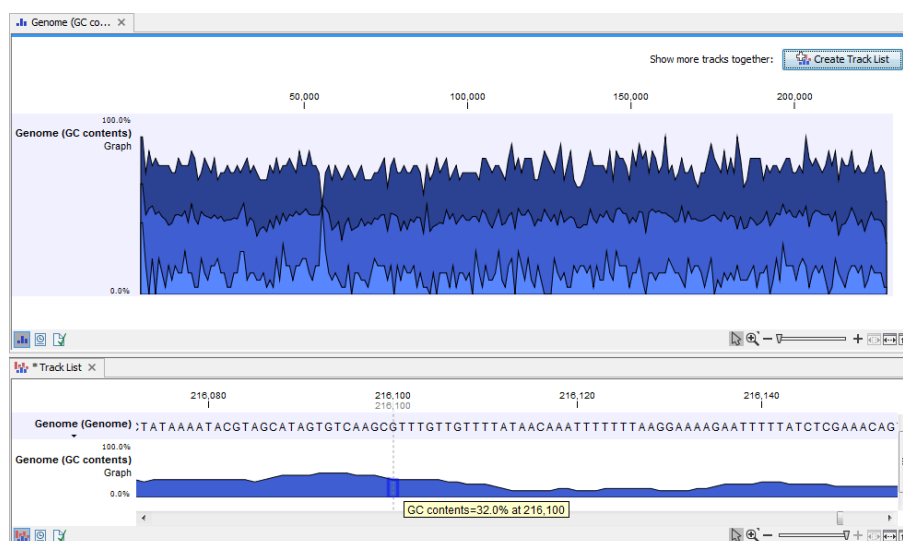 Genome (GC co...
Show more tracks together: Create Track List
50,000 100,000 150,000 200,000
100.0%
Genome (GC contents)
Graph
0.0%
* Track List
216,080 216,100 216,120 216,140
216,100
Genome (Genome) CTATAAAATACGTAGCATAGTGTCAAGCGTTTGTTGTTTTATAACAAATTTTTTTAAGGAAAAGAATTTTTTATCTCGAAACAG
100.0%
Genome (GC contents)
Graph
0.0%
GC contents=32.0% at 216,100